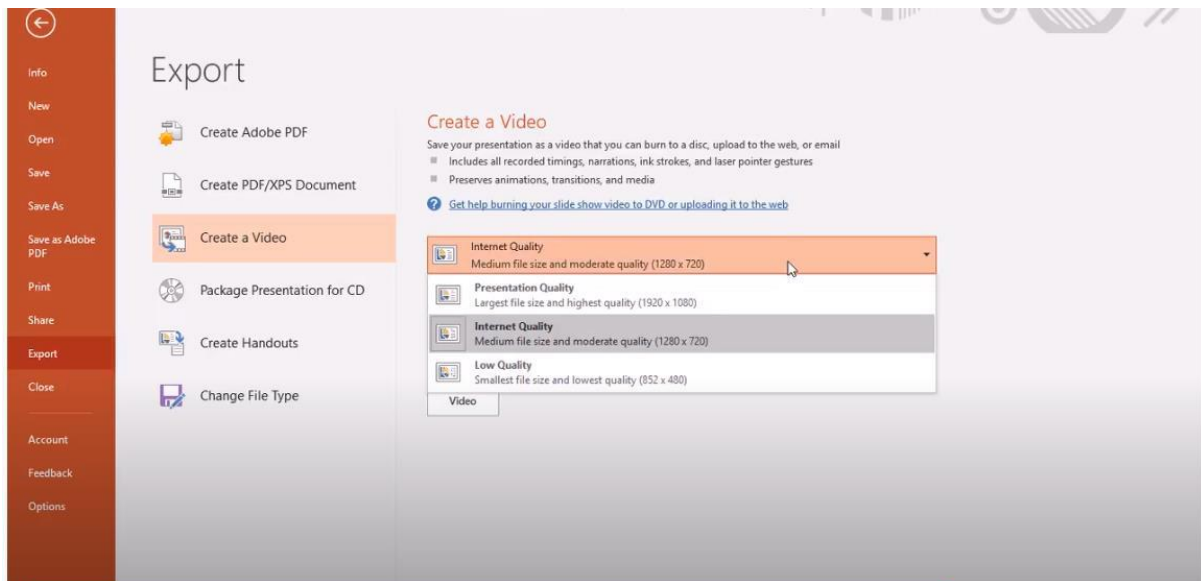 Info
New
Open
Save
Save As
Save as Adobe
PDF
Print
Share
Export
Close
Account
Feedback
Options
Export
Create Adobe PDF
Create PDF/XPS Document
Create a Video
Package Presentation for CD
Create Handouts
Change File Type
Create a Video
Save your presentation as a video that you can burn to a disc, upload to the web, or email
Includes all recorded timings, narrations, ink strokes, and laser pointer gestures
Preserves animations, transitions, and media
Get help burning your slide show video to DVD or uploading it to the web
Internet Quality
Medium file size and moderate quality (1280 x 720)
Presentation Quality
Largest file size and highest quality (1920 x 1080)
Internet Quality
Medium file size and moderate quality (1280 x 720)
Low Quality
Smallest file size and lowest quality (852 x 480)
Video